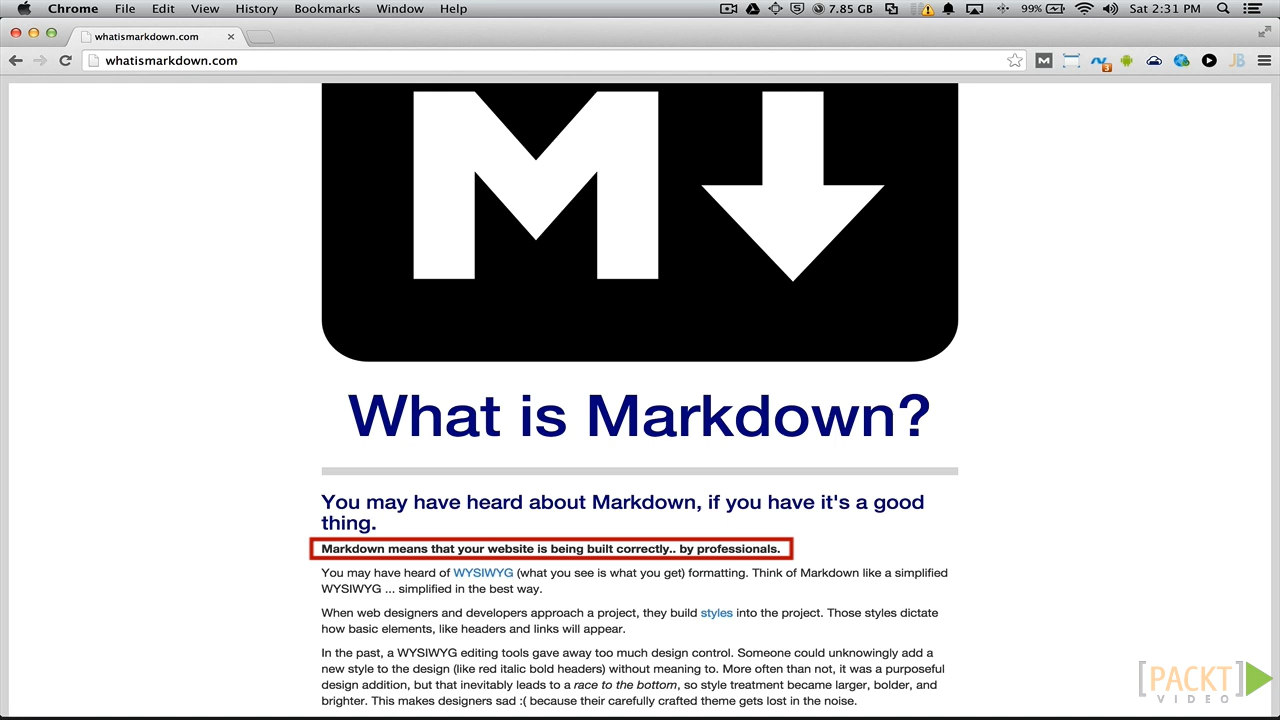 Chrome File Edit View History Bookmarks Window Help 7.85 GB 99% Sat 2:31 PM
whatismarkdown.com
whatismarkdown.com
M
3
JB
M
What is Markdown?
You may have heard about Markdown, if you have it's a good
thing.
Markdown means that your website is being built correctly.. by professionals.
You may have heard of WYSIWYG (what you see is what you get) formatting. Think of Markdown like a simplified
WYSIWYG ... simplified in the best way.
When web designers and developers approach a project, they build styles into the project. Those styles dictate
how basic elements, like headers and links will appear.
In the past, a WYSIWYG editing tools gave away too much design control. Someone could unknowingly add a
new style to the design (like red italic bold headers) without meaning to. More often than not, it was a purposeful
design addition, but that inevitably leads to a race to the bottom, so style treatment became larger, bolder, and
brighter. This makes designers sad :( because their carefully crafted theme gets lost in the noise.
[PACKT]
VIDEO